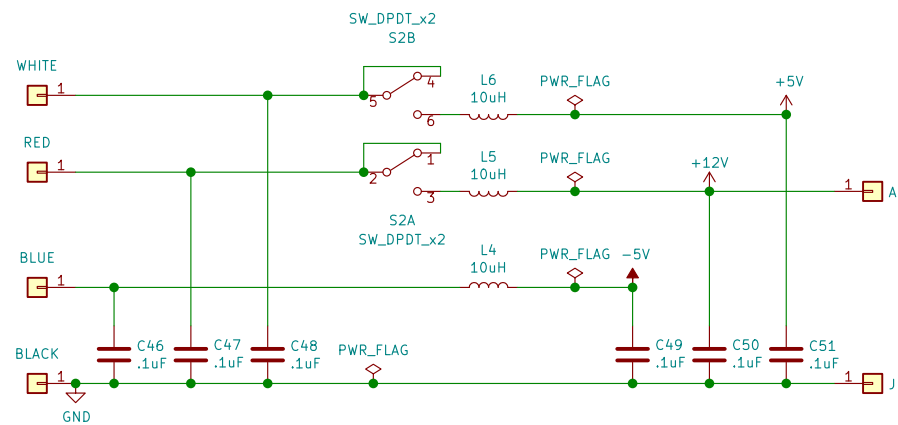 SW_DPDT_x2
S2B
WHITE
1
5
4
6
L6
10uH
PWR_FLAG
+5V
RED
1
2
1
3
L5
10uH
PWR_FLAG
+12V
1
A
S2A
SW_DPDT_x2
BLUE
1
L4
10uH
PWR_FLAG
-5V
C46
.1uF
C47
.1uF
C48
.1uF
C49
.1uF
C50
.1uF
C51
.1uF
BLACK
1
PWR_FLAG
1
J
GND